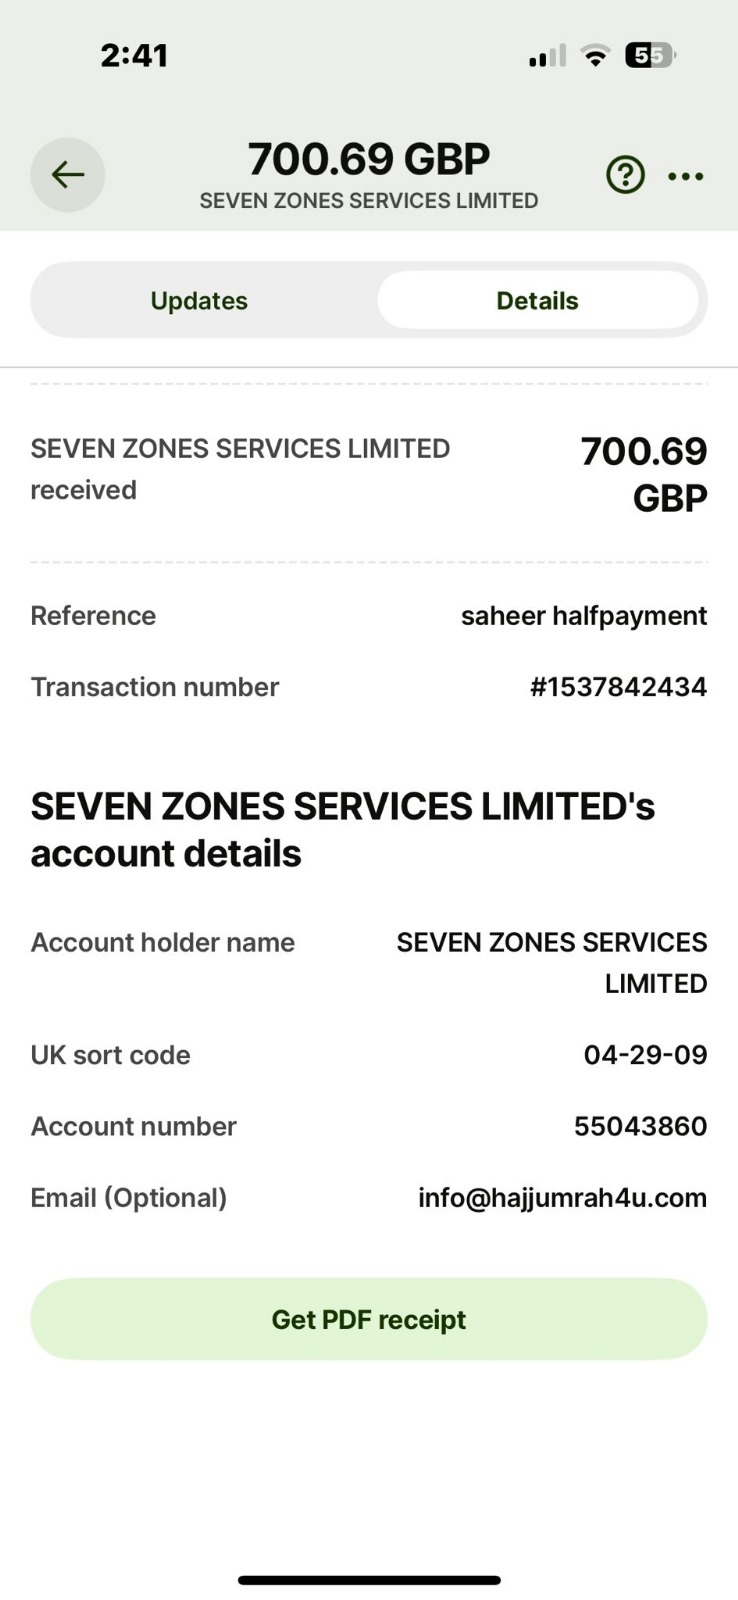 2:41
55
700.69 GBP
SEVEN ZONES SERVICES LIMITED
Updates
Details
SEVEN ZONES SERVICES LIMITED
received
700.69
GBP
Reference
saheer halfpayment
Transaction number
#1537842434
SEVEN ZONES SERVICES LIMITED's
account details
Account holder name
SEVEN ZONES SERVICES
LIMITED
UK sort code
04-29-09
Account number
55043860
Email (Optional)
info@hajjumrah4u.com
Get PDF receipt